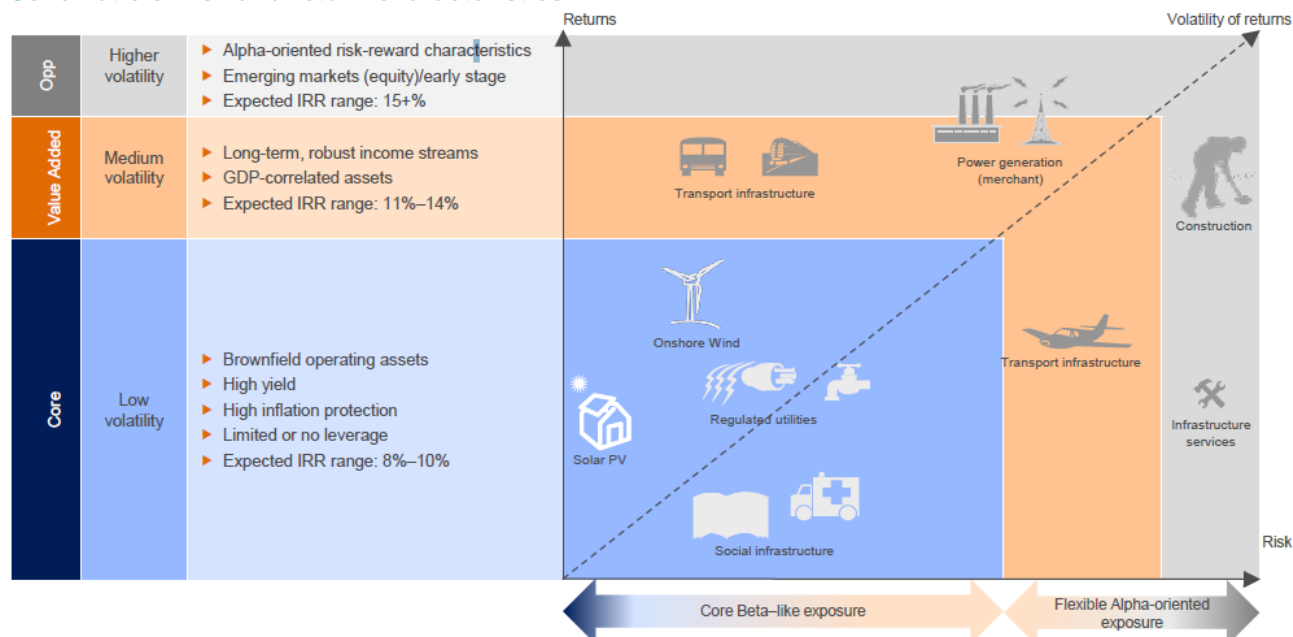 Returns
Volatility of returns
Opp
Higher
volatility
► Alpha-oriented risk-reward characteristics
► Emerging markets (equity)/early stage
► Expected IRR range: 15+%
Value Added
Medium
volatility
► Long-term, robust income streams
► GDP-correlated assets
► Expected IRR range: 11%–14%
Transport infrastructure
Power generation
(merchant)
Construction
Core
Low
volatility
► Brownfield operating assets
► High yield
► High inflation protection
► Limited or no leverage
► Expected IRR range: 8%–10%
Onshore Wind
Solar PV
Regulated utilities
Social infrastructure
Transport infrastructure
Infrastructure
services
Risk
Core Beta–like exposure
Flexible Alpha-oriented
exposure